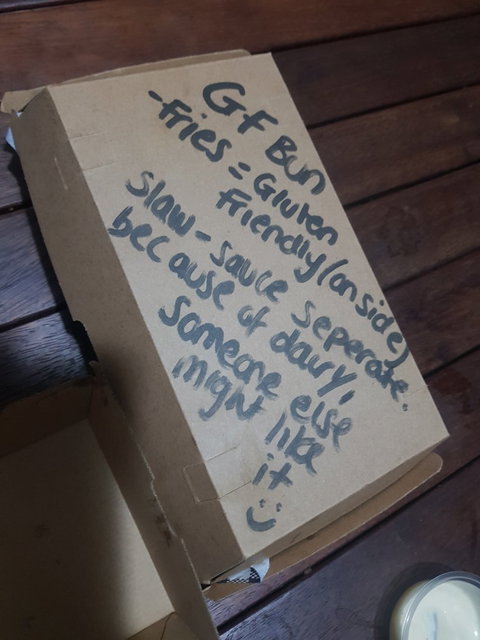 GF Bun
-Fries = Gluten
Friendly (on side)
Slaw - sauce seperate.
because of dairy,
someone else
might like
it